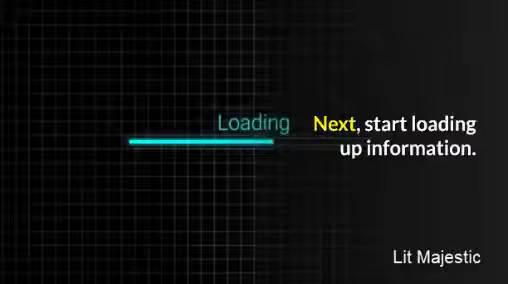 Loading
Next, start loading
up information.
Lit Majestic